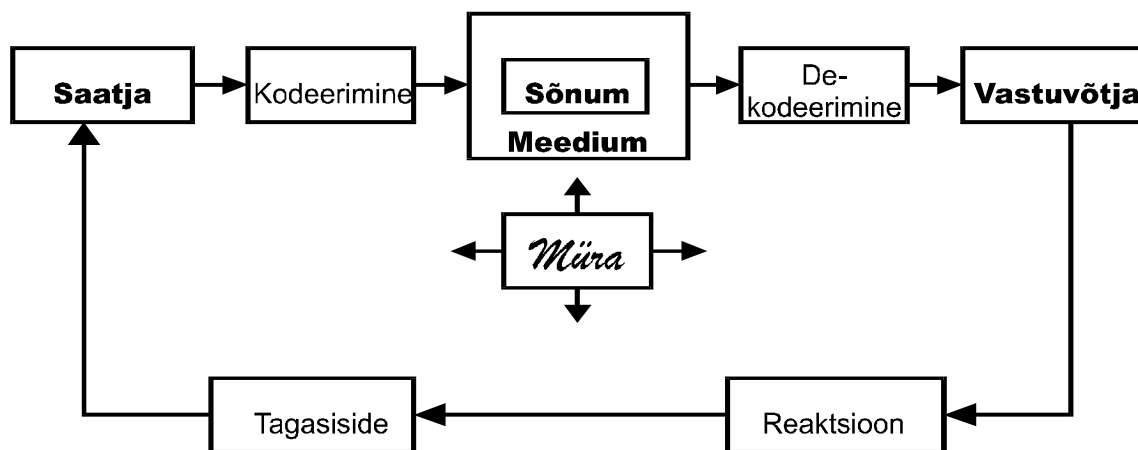 Saatja
Kodeerimine
Sõnum
Meedium
De-
kodeerimine
Vastuvõtja
Müra
Tagasiside
Reaktsioon